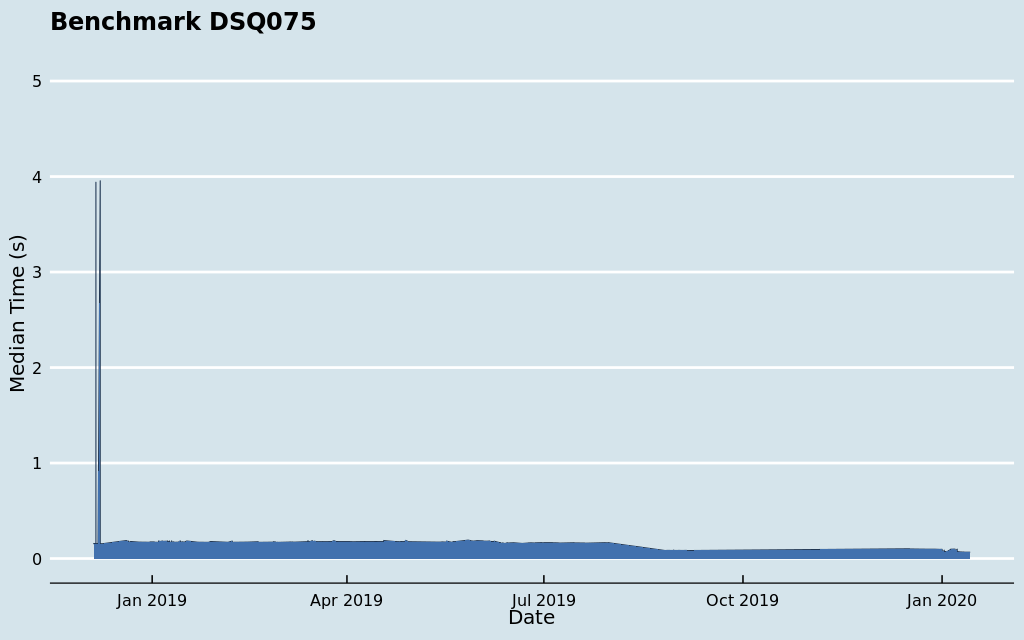 Benchmark DSQ075
5
4
3
2
1
0
Median Time (s)
Jan 2019
Apr 2019
Jul 2019
Oct 2019
Jan 2020
Date